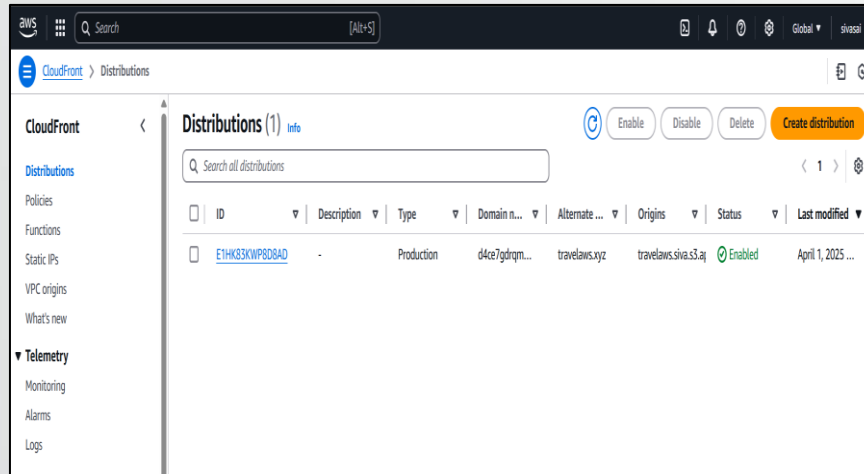 aws Search [Alt+S] Global sivasai
CloudFront > Distributions
CloudFront
Distributions
Policies
Functions
Static IPs
VPC origins
What's new
Telemetry
Monitoring
Alarms
Logs
Distributions (1) Info Enable Disable Delete Create distribution
Search all distributions 1
ID Description Type Domain n... Alternate ... Origins Status Last modified
E1HK83KWP8D8AD - Production d4ce7gdrqm... travelaws.xyz travelaws.siva.s3.ap Enabled April 1, 2025 ...